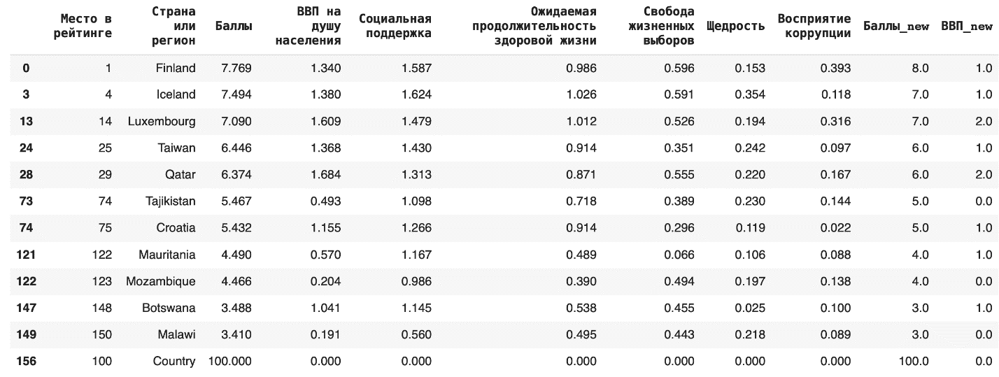 Место в рейтинге Страна или регион Баллы ВВП на душу населения Социальная поддержка Ожидаемая продолжительность здоровой жизни Свобода жизненных выборов Щедрость Восприятие коррупции Баллы_new ВВП_new
0 1 Finland 7.769 1.340 1.587 0.986 0.596 0.153 0.393 8.0 1.0
3 4 Iceland 7.494 1.380 1.624 1.026 0.591 0.354 0.118 7.0 1.0
13 14 Luxembourg 7.090 1.609 1.479 1.012 0.526 0.194 0.316 7.0 2.0
24 25 Taiwan 6.446 1.368 1.430 0.914 0.351 0.242 0.097 6.0 1.0
28 29 Qatar 6.374 1.684 1.313 0.871 0.555 0.220 0.167 6.0 2.0
73 74 Tajikistan 5.467 0.493 1.098 0.718 0.389 0.230 0.144 5.0 0.0
74 75 Croatia 5.432 1.155 1.266 0.914 0.296 0.119 0.022 5.0 1.0
121 122 Mauritania 4.490 0.570 1.167 0.489 0.066 0.106 0.088 4.0 1.0
122 123 Mozambique 4.466 0.204 0.986 0.390 0.494 0.197 0.138 4.0 0.0
147 148 Botswana 3.488 1.041 1.145 0.538 0.455 0.025 0.100 3.0 1.0
149 150 Malawi 3.410 0.191 0.560 0.495 0.443 0.218 0.089 3.0 0.0
156 100 Country 100.000 0.000 0.000 0.000 0.000 0.000 0.000 100.0 0.0